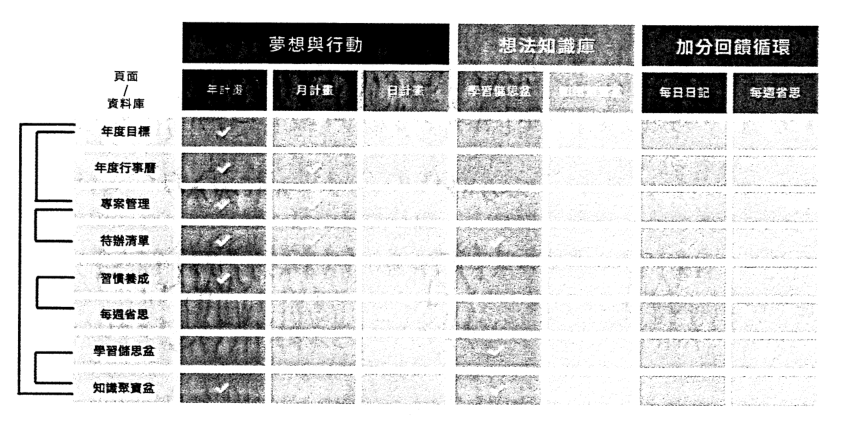 夢想與行動
想法知識庫
加分回饋循環
頁面
/
資料庫
年計畫
月計畫
日計畫
學習儲思盆
每日日記
每週省思
年度目標
年度行事曆
專案管理
待辦清單
習慣養成
每週省思
學習儲思盆
知識聚寶盆